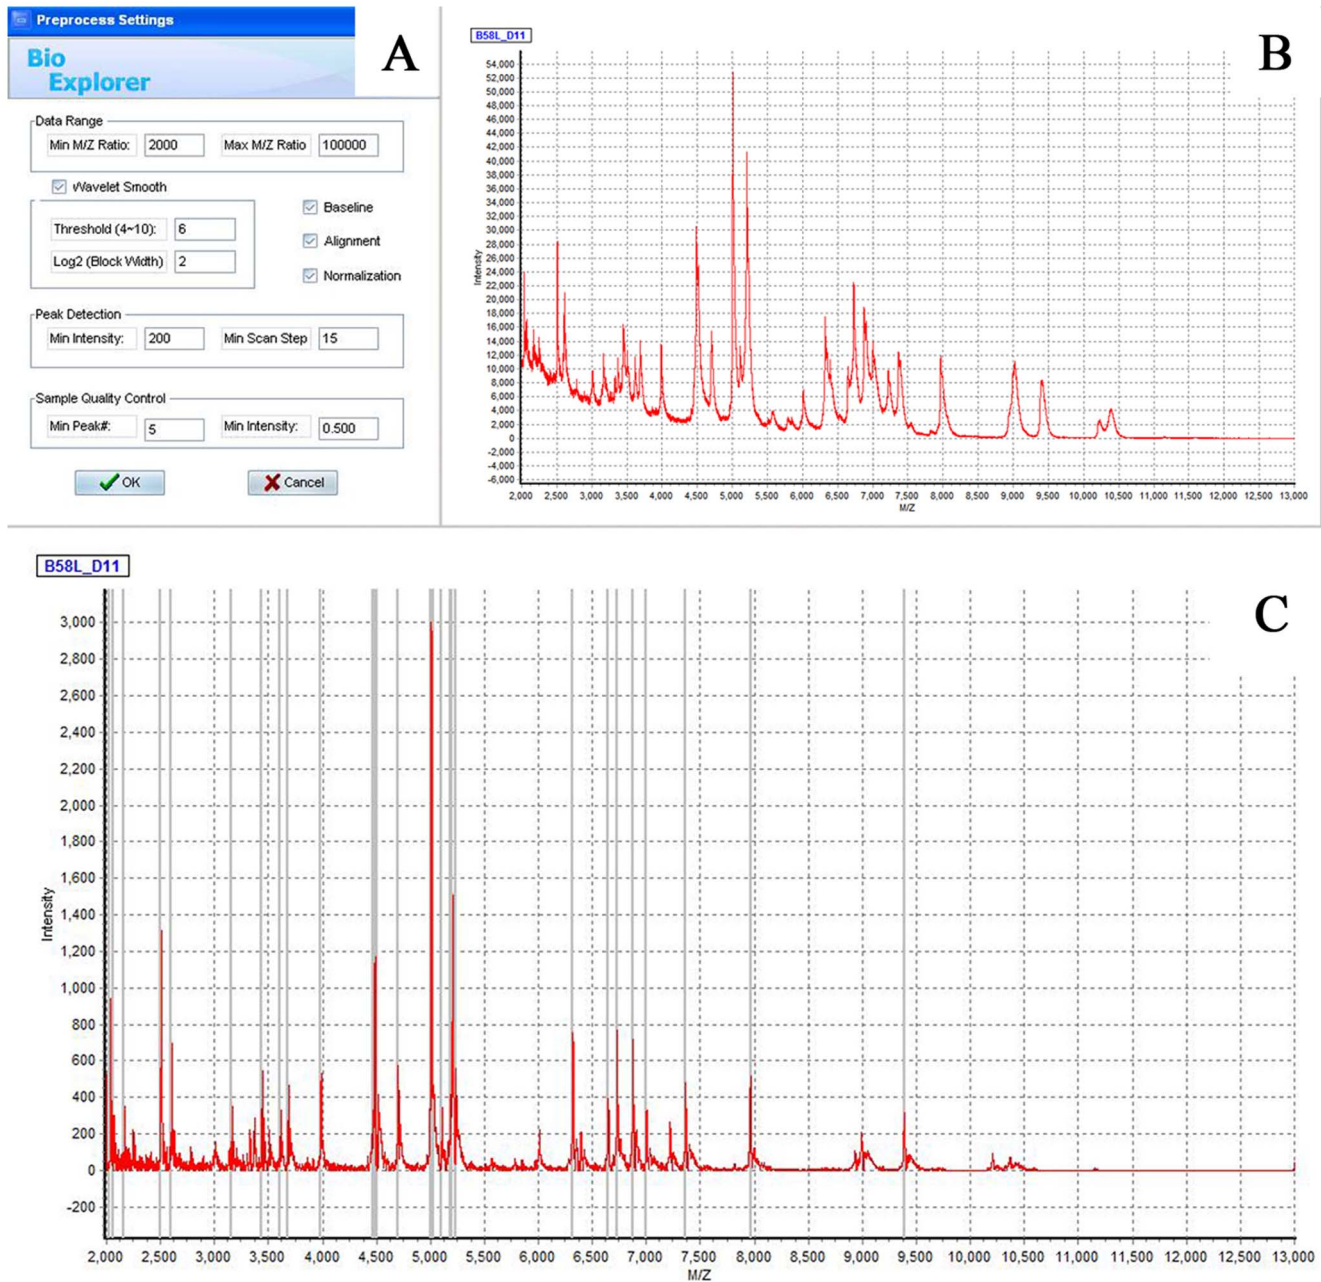 Preprocess Settings
A
Bio
Explorer
Data Range
Min M/Z Ratio: 2000 Max M/Z Ratio 100000
Wavelet Smooth
Threshold (4~10): 6
Log2 (Block Width) 2
Baseline
Alignment
Normalization
Peak Detection
Min Intensity: 200 Min Scan Step 15
Sample Quality Control
Min Peak#: 5 Min Intensity: 0.500
OK Cancel
B58L_D11
B
54,000
52,000
50,000
48,000
46,000
44,000
42,000
40,000
38,000
36,000
34,000
32,000
30,000
28,000
26,000
24,000
22,000
20,000
18,000
16,000
14,000
12,000
10,000
8,000
6,000
4,000
2,000
0
-2,000
-4,000
-6,000
Intensity
2,000 2,500 3,000 3,500 4,000 4,500 5,000 5,500 6,000 6,500 7,000 7,500 8,000 8,500 9,000 9,500 10,000 10,500 11,000 11,500 12,000 12,500 13,000
M/Z
B58L_D11
C
3,000
2,800
2,600
2,400
2,200
2,000
1,800
1,600
1,400
1,200
1,000
800
600
400
200
0
-200
Intensity
2,000 2,500 3,000 3,500 4,000 4,500 5,000 5,500 6,000 6,500 7,000 7,500 8,000 8,500 9,000 9,500 10,000 10,500 11,000 11,500 12,000 12,500 13,000
M/Z